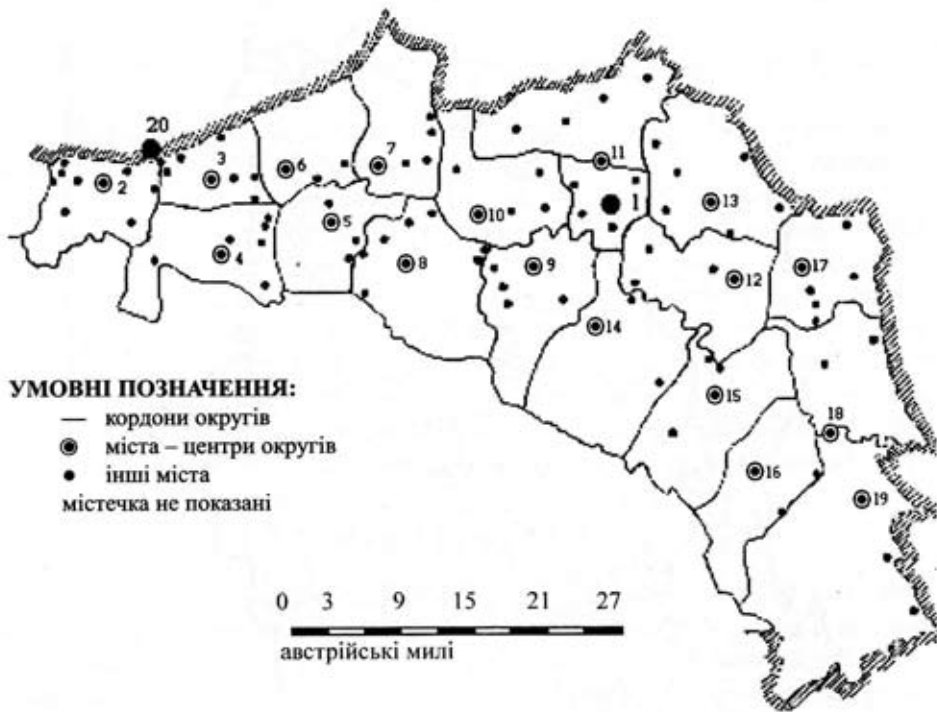 20
11
7
6
3
2
13
1
10
5
4
8
9
12
17
14
УМОВНІ ПОЗНАЧЕННЯ:
кордони округів
міста – центри округів
інші міста
містечка не показані
15
18
16
19
0 3 9 15 21 27
австрійські милі